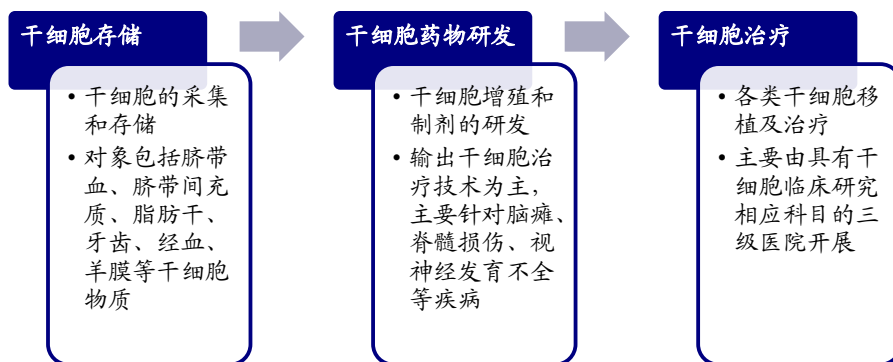 干细胞存储
• 干细胞的采集
和存储
• 对象包括脐带
血、脐带间充
质、脂肪干、
牙齿、经血、
羊膜等干细胞
物质
干细胞药物研发
• 干细胞增殖和
制剂的研发
• 输出干细胞治
疗技术为主，
主要针对脑瘫、
脊髓损伤、视
神经发育不全
等疾病
干细胞治疗
• 各类干细胞移
植及治疗
• 主要由具有干
细胞临床研究
相应科目的三
级医院开展